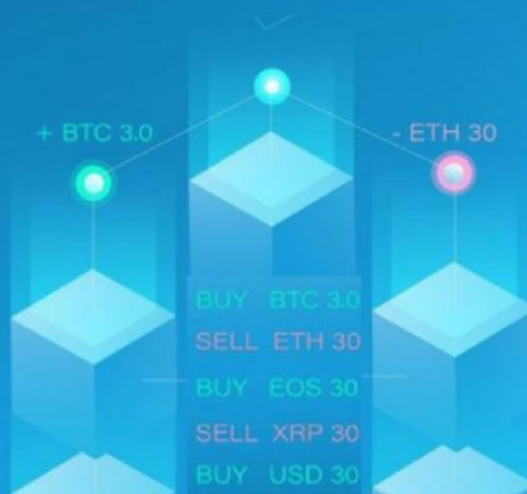 + BTC 3.0
- ETH 30
BUY BTC 3.0
SELL ETH 30
BUY EOS 30
SELL XRP 30
BUY USD 30